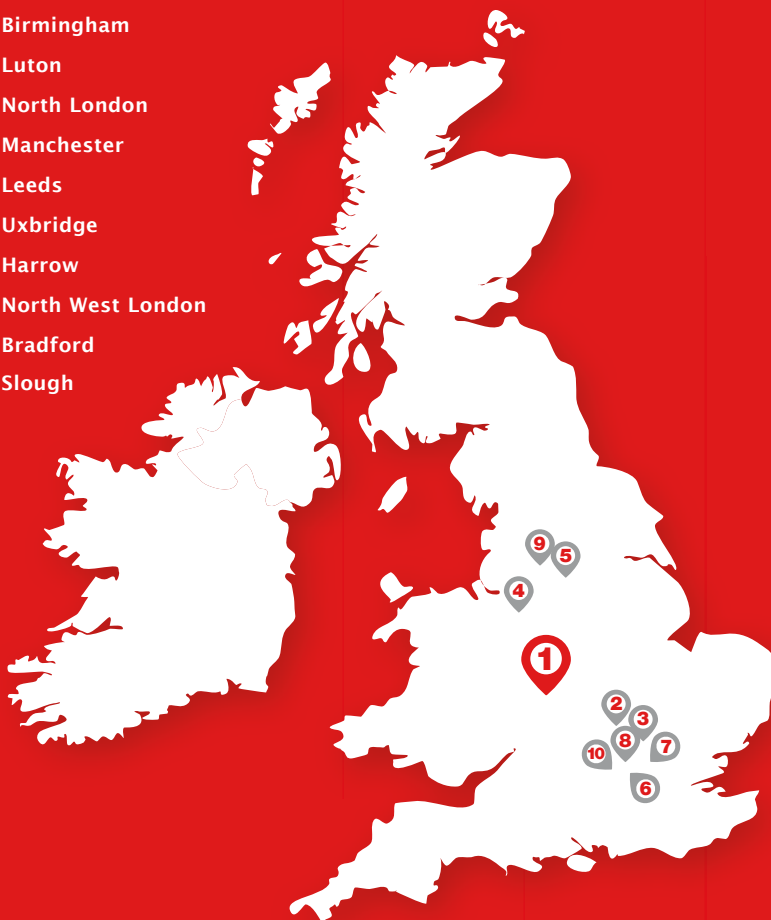 Birmingham
Luton
North London
Manchester
Leeds
Uxbridge
Harrow
North West London
Bradford
Slough
9
5
4
1
2
3
8
7
10
6